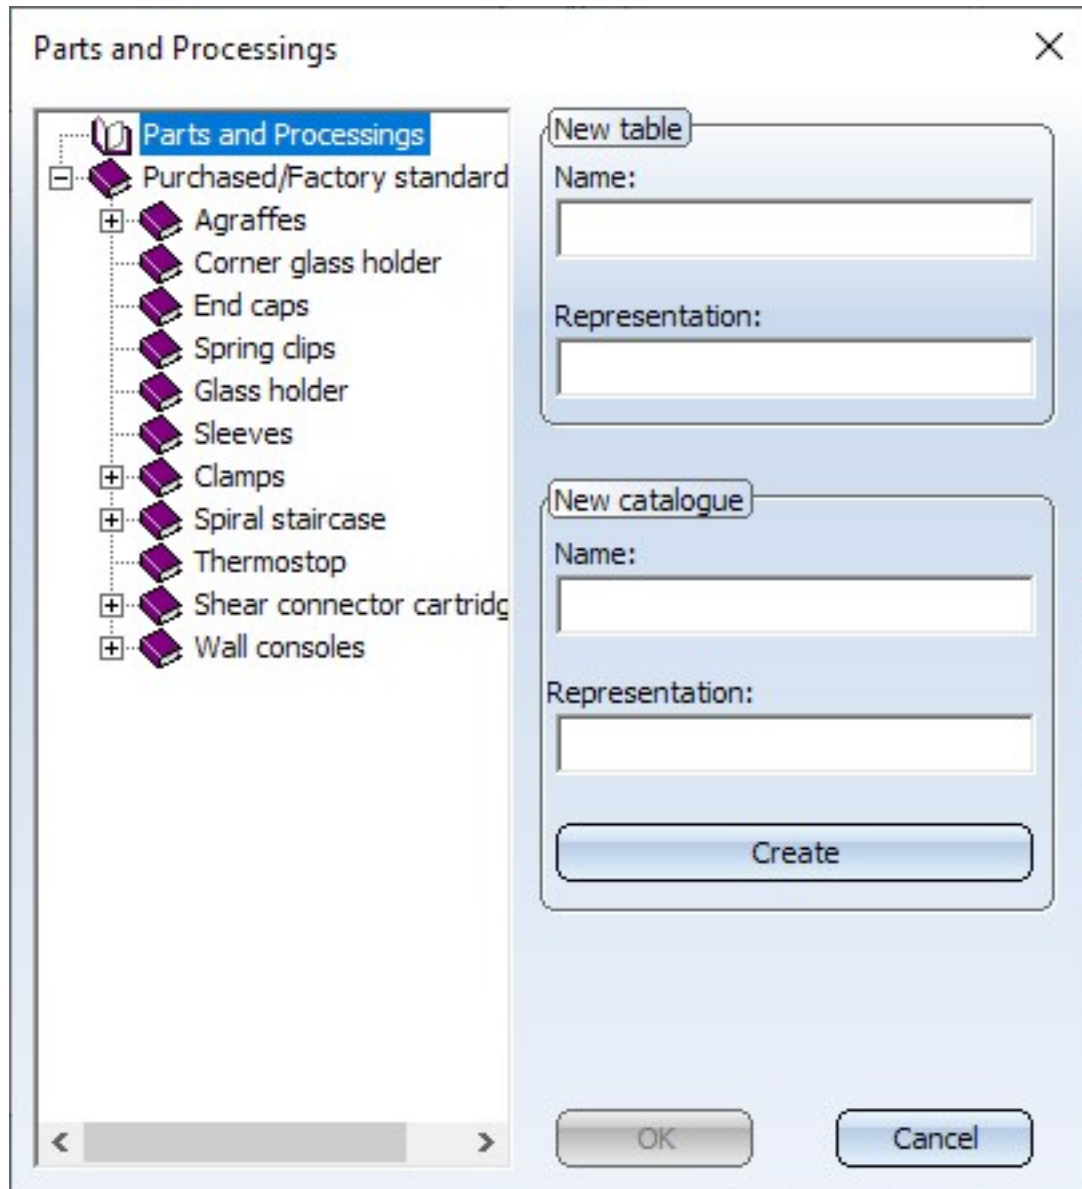 Parts and Processings
Parts and Processings
Purchased/Factory standard
Agraffes
Corner glass holder
End caps
Spring clips
Glass holder
Sleeves
Clamps
Spiral staircase
Thermostop
Shear connector cartridg
Wall consoles
New table
Name:
Representation:
New catalogue
Name:
Representation:
Create
OK
Cancel